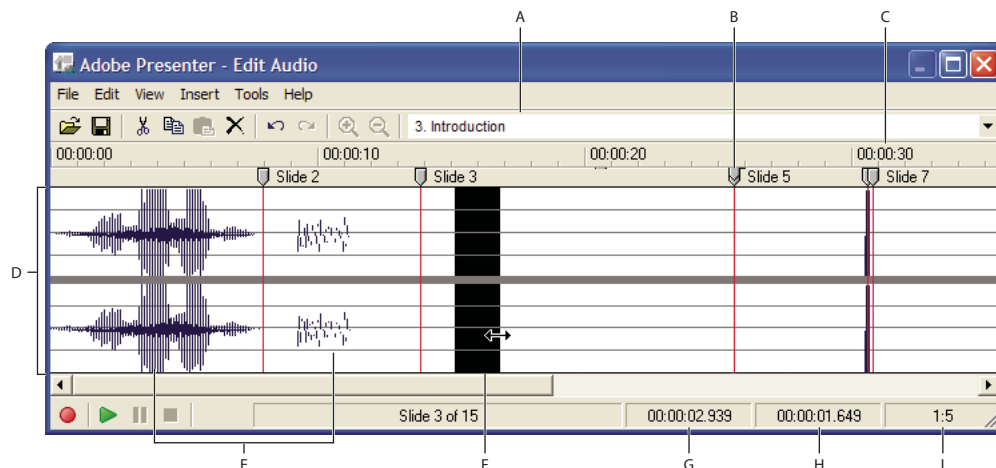 A B C
Adobe Presenter - Edit Audio
File Edit View Insert Tools Help
3. Introduction
00:00:00 00:00:10 00:00:20 00:00:30
Slide 2 Slide 3 Slide 5 Slide 7
D
Slide 3 of 15 00:00:02.939 00:00:01.649 1:5
E F G H I